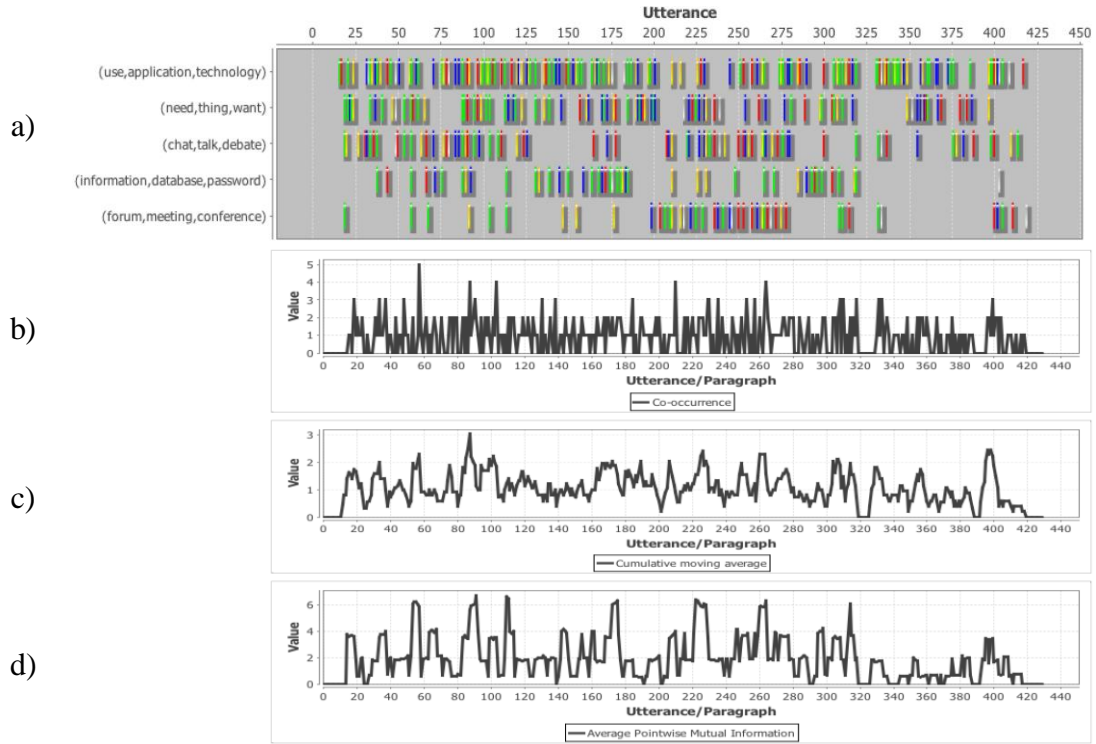 Utterance
0 25 50 75 100 125 150 175 200 225 250 275 300 325 350 375 400 425 450
a)
(use,application,technology)
(need,thing,want)
(chat,talk,debate)
(information,database,password)
(forum,meeting,conference)
b)
Value
5
4
3
2
1
0
0 20 40 60 80 100 120 140 160 180 200 220 240 260 280 300 320 340 360 380 400 420 440
Utterance/Paragraph
Co-occurrence
c)
Value
3
2
1
0
0 20 40 60 80 100 120 140 160 180 200 220 240 260 280 300 320 340 360 380 400 420 440
Utterance/Paragraph
Cumulative moving average
d)
Value
6
4
2
0
0 20 40 60 80 100 120 140 160 180 200 220 240 260 280 300 320 340 360 380 400 420 440
Utterance/Paragraph
Average Pointwise Mutual Information